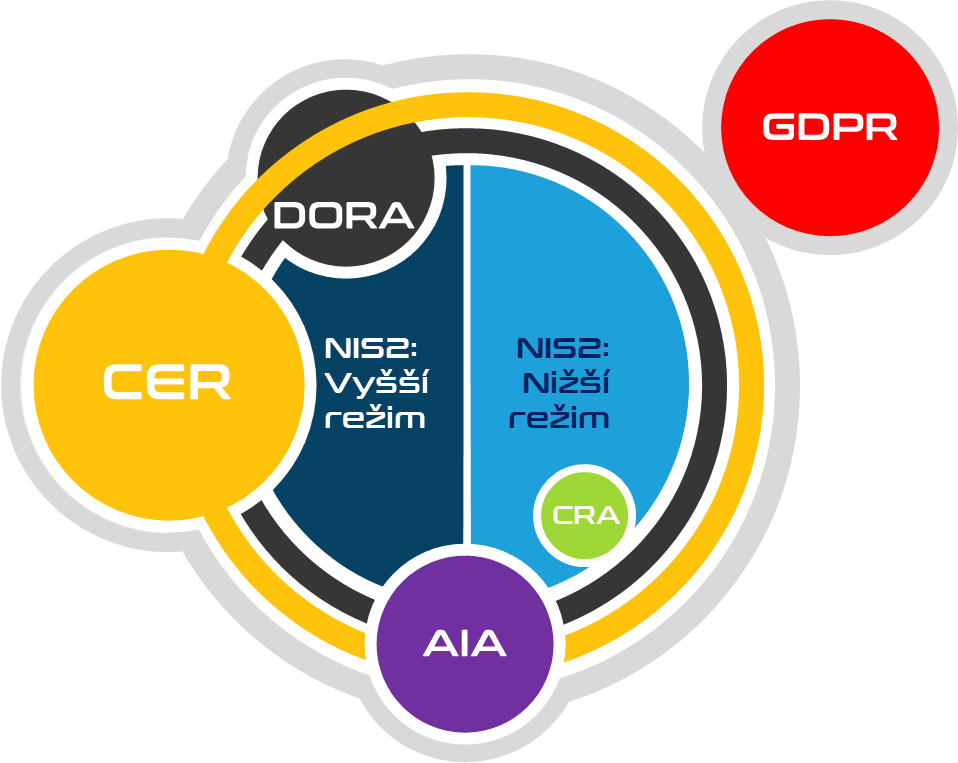 GDPR
DORA
CER
NIS2:
Vyšší
režim
NIS2:
Nižší
režim
CRA
AIA